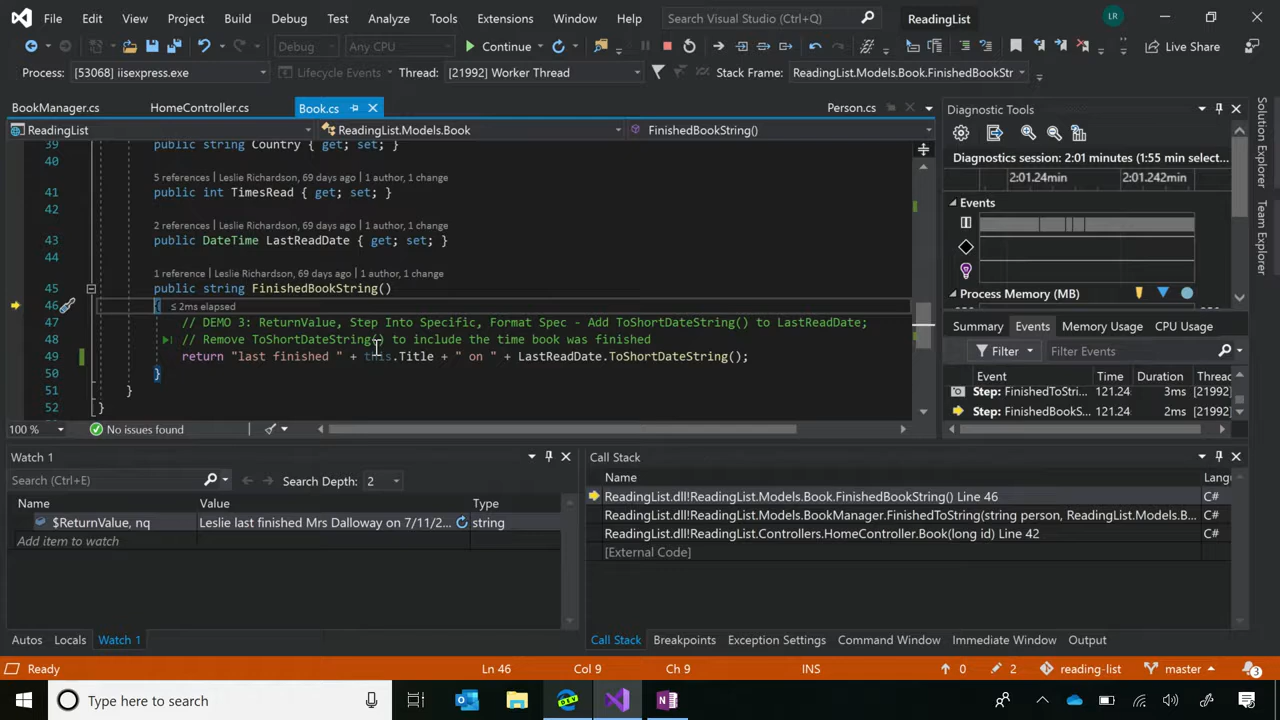 File Edit View Project Build Debug Test Analyze Tools Extensions Window Help Search Visual Studio (Ctrl+Q) ReadingList LR
Debug Any CPU Continue Live Share
Process: [53068] iisexpress.exe Lifecycle Events Thread: [21992] Worker Thread Stack Frame: ReadingList.Models.Book.FinishedBookStr
BookManager.cs HomeController.cs Book.cs Person.cs
ReadingList ReadingList.Models.Book FinishedBookString()
39 public string Country { get; set; }
40
5 references | Leslie Richardson, 69 days ago | 1 author, 1 change
41 public int TimesRead { get; set; }
42
2 references | Leslie Richardson, 69 days ago | 1 author, 1 change
43 public DateTime LastReadDate { get; set; }
44
1 reference | Leslie Richardson, 69 days ago | 1 author, 1 change
45 public string FinishedBookString()
46 { ≤ 2ms elapsed
47 // DEMO 3: ReturnValue, Step Into Specific, Format Spec - Add ToShortDateString() to LastReadDate;
48 // Remove ToShortDateString() to include the time book was finished
49 return "last finished " + this.Title + " on " + LastReadDate.ToShortDateString();
50 }
51 }
52 }
100 % No issues found
Diagnostic Tools
Diagnostics session: 2:01 minutes (1:55 min select...
2:01.24min 2:01.242min
Events
Process Memory (MB)
Summary Events Memory Usage CPU Usage
Filter Filter Events
Event Time Duration Threa
Step: FinishedToStri... 121.24 3ms [21992]
Step: FinishedBookS... 121.24 2ms [21992]
Solution Explorer
Team Explorer
Watch 1
Search (Ctrl+E) Search Depth: 2
Name Value Type
$ReturnValue, nq Leslie last finished Mrs Dalloway on 7/11/2... string
Add item to watch
Autos Locals Watch 1
Call Stack
Name Lang
ReadingList.dll!ReadingList.Models.Book.FinishedBookString() Line 46 C#
ReadingList.dll!ReadingList.Models.BookManager.FinishedToString(string person, ReadingList.Models.B... C#
ReadingList.dll!ReadingList.Controllers.HomeController.Book(long id) Line 42 C#
[External Code]
Call Stack Breakpoints Exception Settings Command Window Immediate Window Output
Ready Ln 46 Col 9 Ch 9 INS 0 2 reading-list master 3
Type here to search DEV